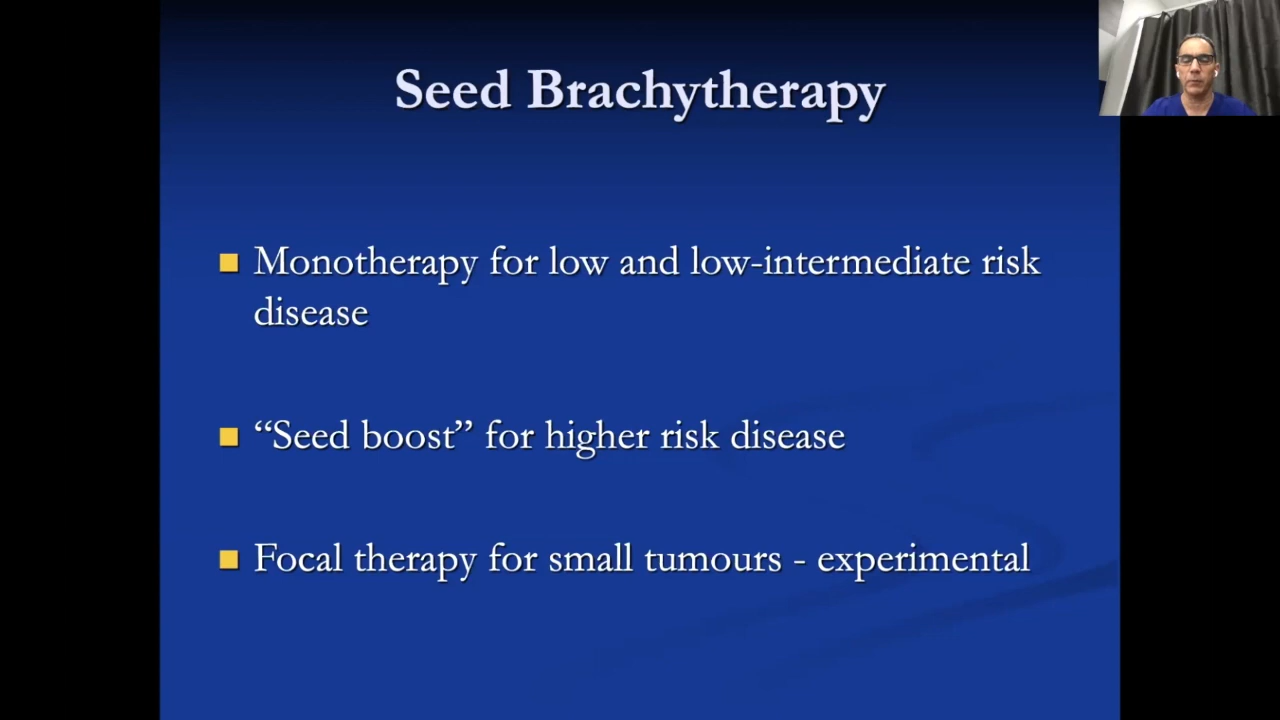 Seed Brachytherapy
Monotherapy for low and low-intermediate risk
disease
“Seed boost” for higher risk disease
Focal therapy for small tumours - experimental